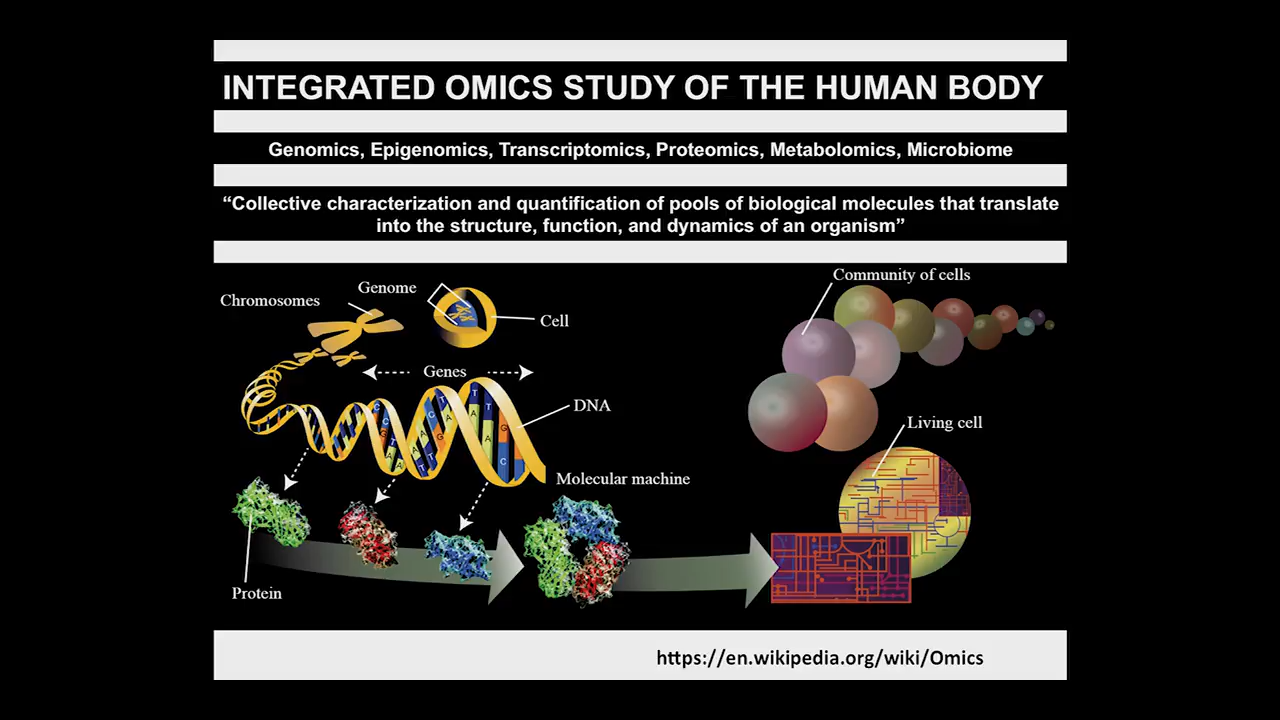 INTEGRATED OMICS STUDY OF THE HUMAN BODY
Genomics, Epigenomics, Transcriptomics, Proteomics, Metabolomics, Microbiome
“Collective characterization and quantification of pools of biological molecules that translate
into the structure, function, and dynamics of an organism”
Community of cells
Genome
Chromosomes
Cell
Genes
DNA
Living cell
Molecular machine
Protein
https://en.wikipedia.org/wiki/Omics